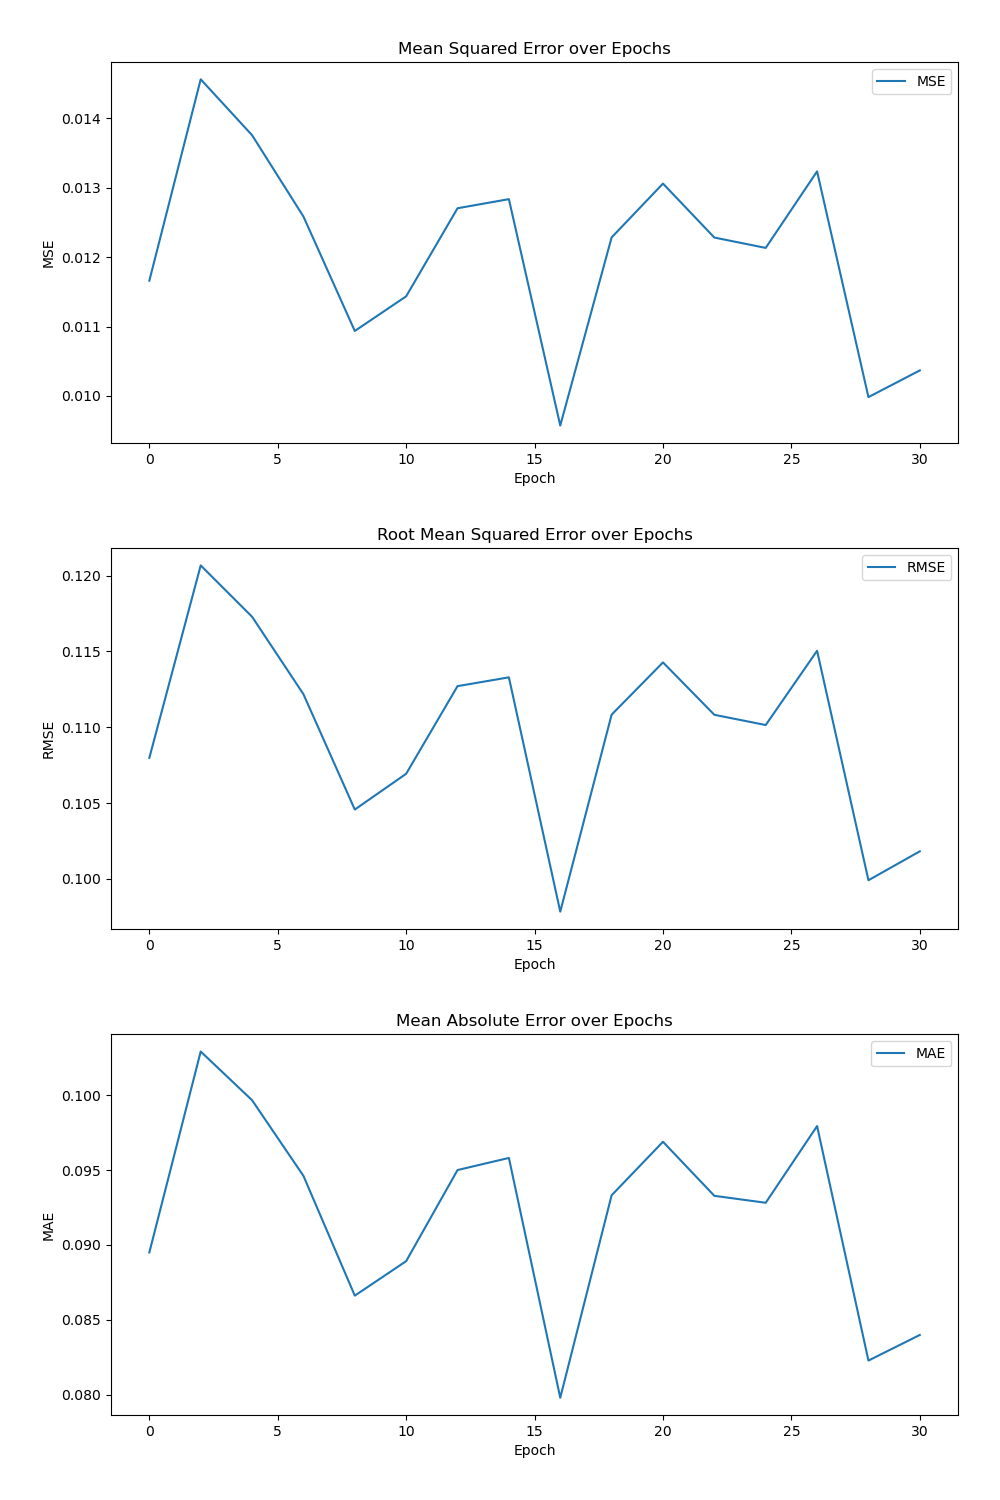 Mean Squared Error over Epochs
MSE
0.014
0.013
0.012
0.011
0.010
MSE
0 5 10 15 20 25 30
Epoch
Root Mean Squared Error over Epochs
RMSE
0.120
0.115
0.110
0.105
0.100
RMSE
0 5 10 15 20 25 30
Epoch
Mean Absolute Error over Epochs
MAE
0.100
0.095
0.090
0.085
0.080
MAE
0 5 10 15 20 25 30
Epoch